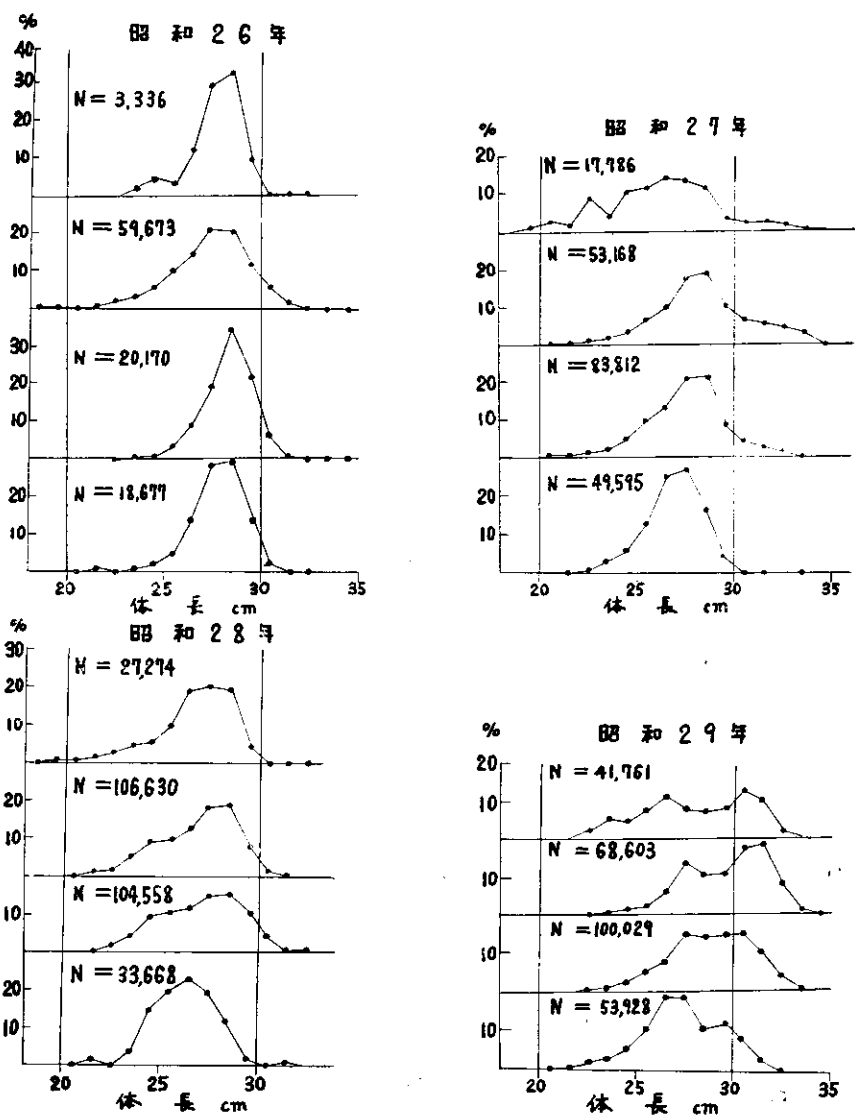 昭和26年
%
40
30
20
10
N = 3,336
20
10
N = 59,673
30
20
10
N = 20,170
20
10
N = 18,677
20 25 30 35
体長 cm
昭和27年
%
20
10
N = 17,786
20
10
N = 53,168
20
10
N = 83,812
20
10
N = 49,595
20 25 30 35
体長 cm
昭和28年
%
30
20
10
N = 27,274
20
10
N = 106,630
10
N = 104,558
20
10
N = 33,668
20 25 30
体長 cm
昭和29年
%
20
10
N = 41,761
10
N = 68,603
10
N = 100,029
10
N = 53,928
20 25 30 35
体長 cm